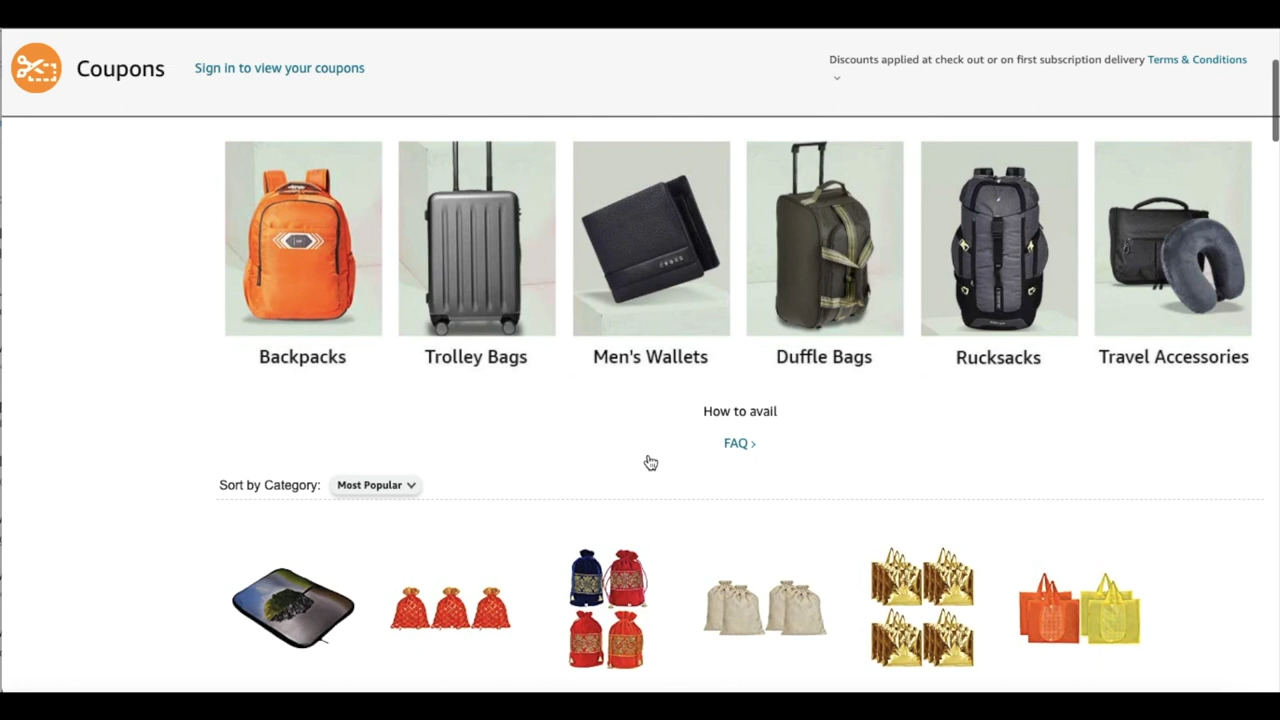 Coupons
Sign in to view your coupons
Discounts applied at check out or on first subscription delivery Terms & Conditions
CROSS
Backpacks
Trolley Bags
Men's Wallets
Duffle Bags
Rucksacks
Travel Accessories
How to avail
FAQ ›
Sort by Category: Most Popular